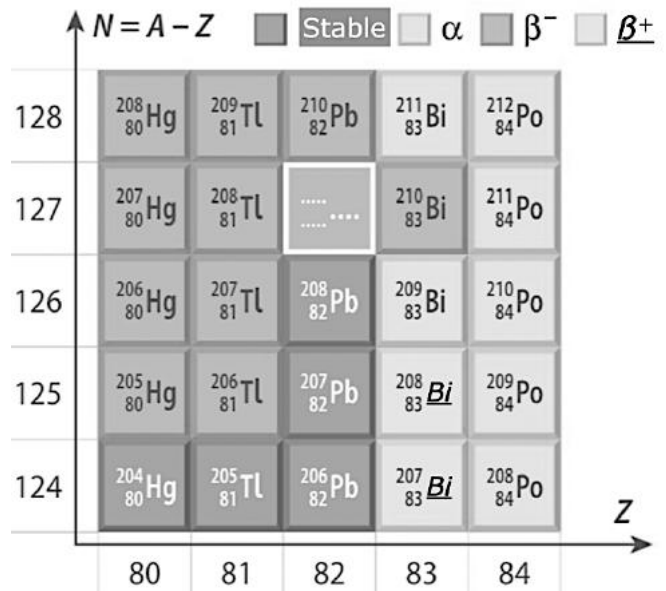 N = A – Z Stable α β⁻ β⁺
128 ²⁰⁸₈₀Hg ²⁰⁹₈₁Tl ²¹⁰₈₂Pb ²¹¹₈₃Bi ²¹²₈₄Po
127 ²⁰⁷₈₀Hg ²⁰⁸₈₁Tl ...... .... ...... ²¹⁰₈₃Bi ²¹¹₈₄Po
126 ²⁰⁶₈₀Hg ²⁰⁷₈₁Tl ²⁰⁸₈₂Pb ²⁰⁹₈₃Bi ²¹⁰₈₄Po
125 ²⁰⁵₈₀Hg ²⁰⁶₈₁Tl ²⁰⁷₈₂Pb ²⁰⁸₈₃Bi ²⁰⁹₈₄Po
124 ²⁰⁴₈₀Hg ²⁰⁵₈₁Tl ²⁰⁶₈₂Pb ²⁰⁷₈₃Bi ²⁰⁸₈₄Po
Z
80 81 82 83 84